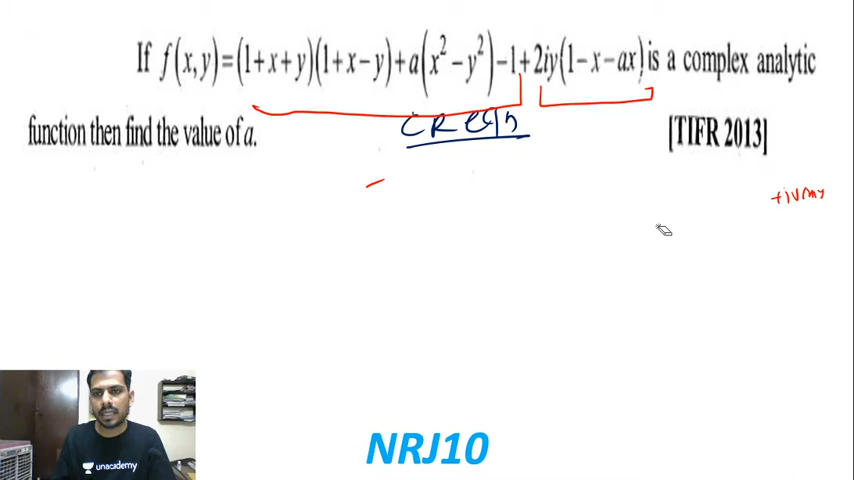 If f(x,y)=(1+x+y)(1+x−y)+a(x²−y²)−1+2iy(1−x−ax) is a complex analytic
function then find the value of a. [TIFR 2013]
CR eqn
unacademy
NRJ10